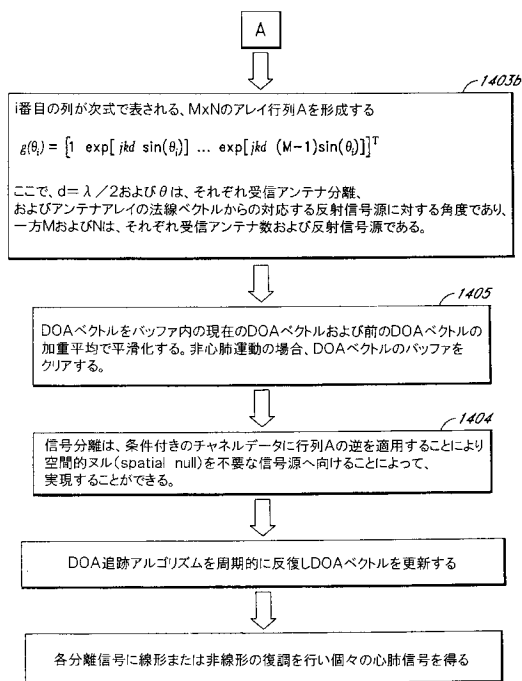 A
1403b
i番目の列が次式で表される、MxNのアレイ行列Aを形成する
g(θi) = {1 exp[ jkd sin(θi)] ... exp[ jkd (M-1)sin(θi)]}T
ここで、d=λ/2およびθは、それぞれ受信アンテナ分離、
およびアンテナアレイの法線ベクトルからの対応する反射信号源に対する角度であり、
一方MおよびNは、それぞれ受信アンテナ数および反射信号源である。
1405
DOAベクトルをバッファ内の現在のDOAベクトルおよび前のDOAベクトルの
加重平均で平滑化する。非心肺運動の場合、DOAベクトルのバッファを
クリアする。
1404
信号分離は、条件付きのチャネルデータに行列Aの逆を適用することにより
空間的ヌル(spatial null)を不要な信号源へ向けることによって、
実現することができる。
DOA追跡アルゴリズムを周期的に反復しDOAベクトルを更新する
各分離信号に線形または非線形の復調を行い個々の心肺信号を得る